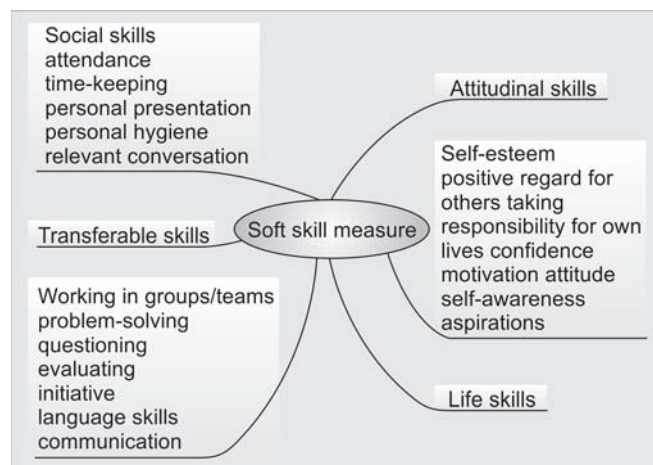 Social skills
attendance
time-keeping
personal presentation
personal hygiene
relevant conversation
Attitudinal skills
Self-esteem
positive regard for
others taking
responsibility for own
lives confidence
motivation attitude
self-awareness
aspirations
Soft skill measure
Transferable skills
Working in groups/teams
problem-solving
questioning
evaluating
initiative
language skills
communication
Life skills